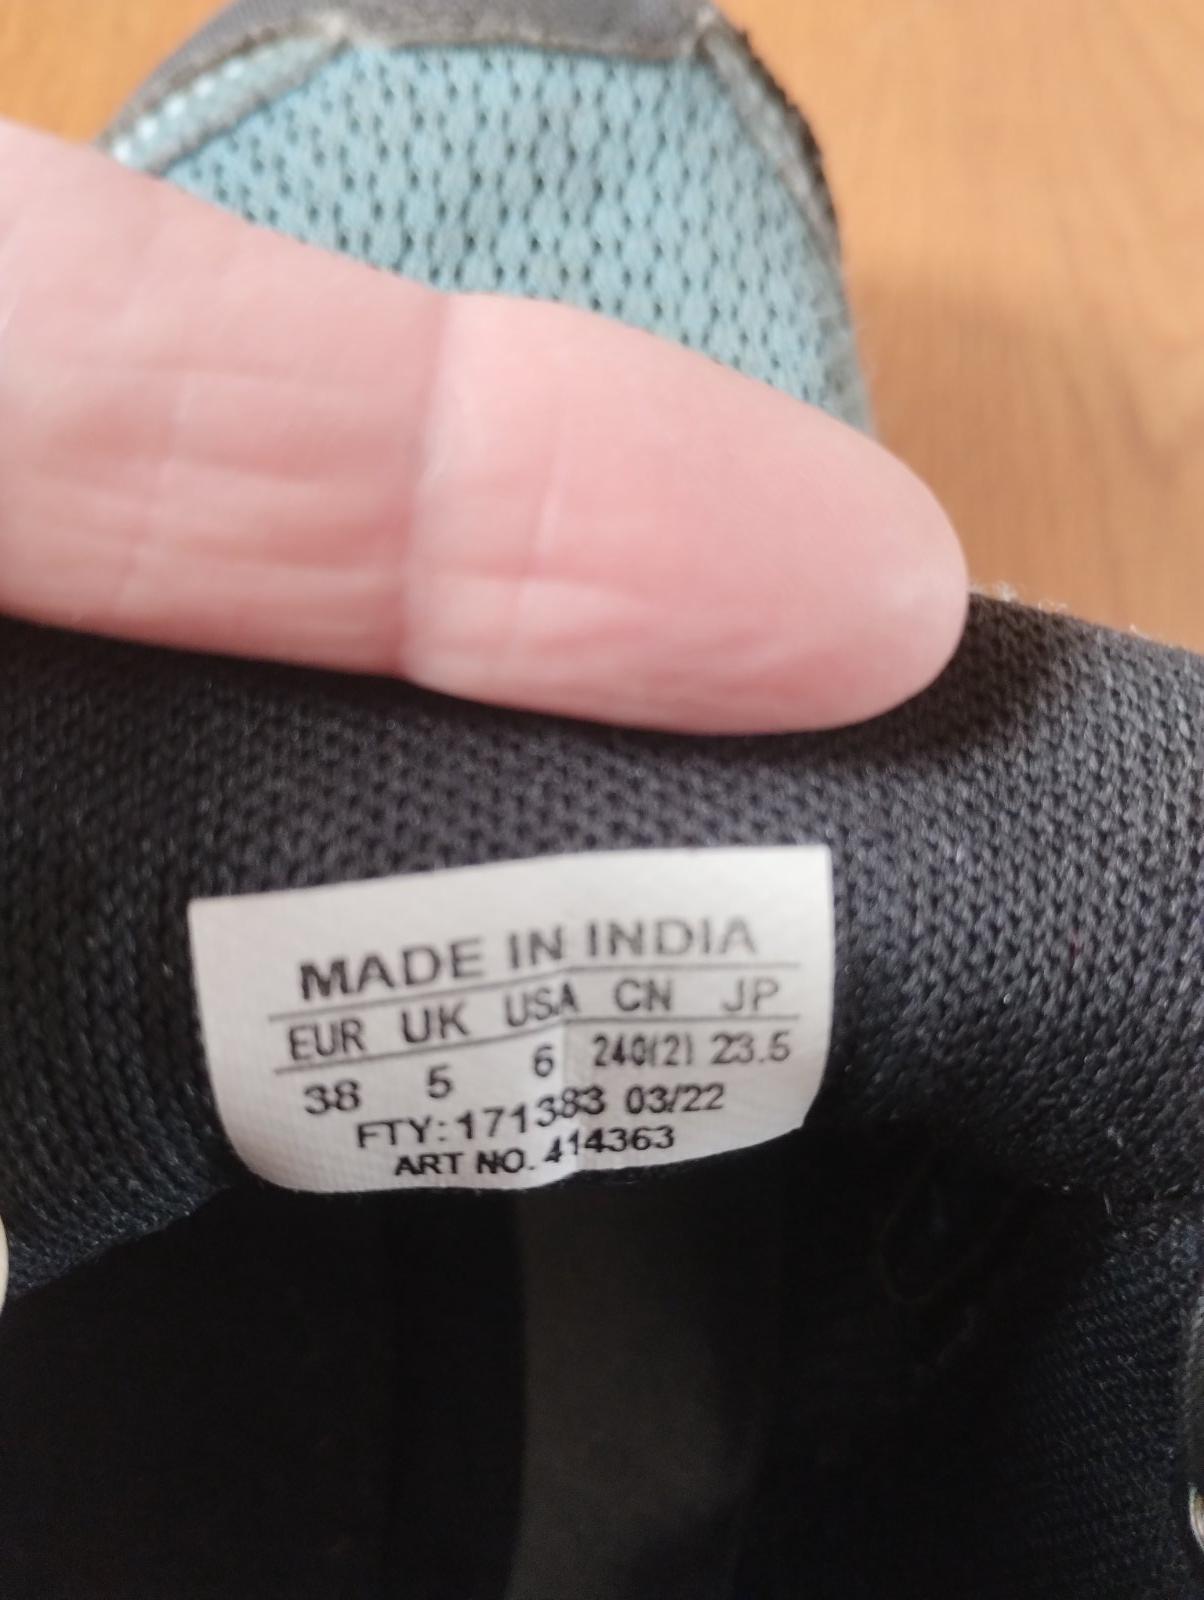 MADE IN INDIA
EUR UK USA CN JP
38 5 6 240(2) 23.5
FTY:171383 03/22
ART NO. 414363